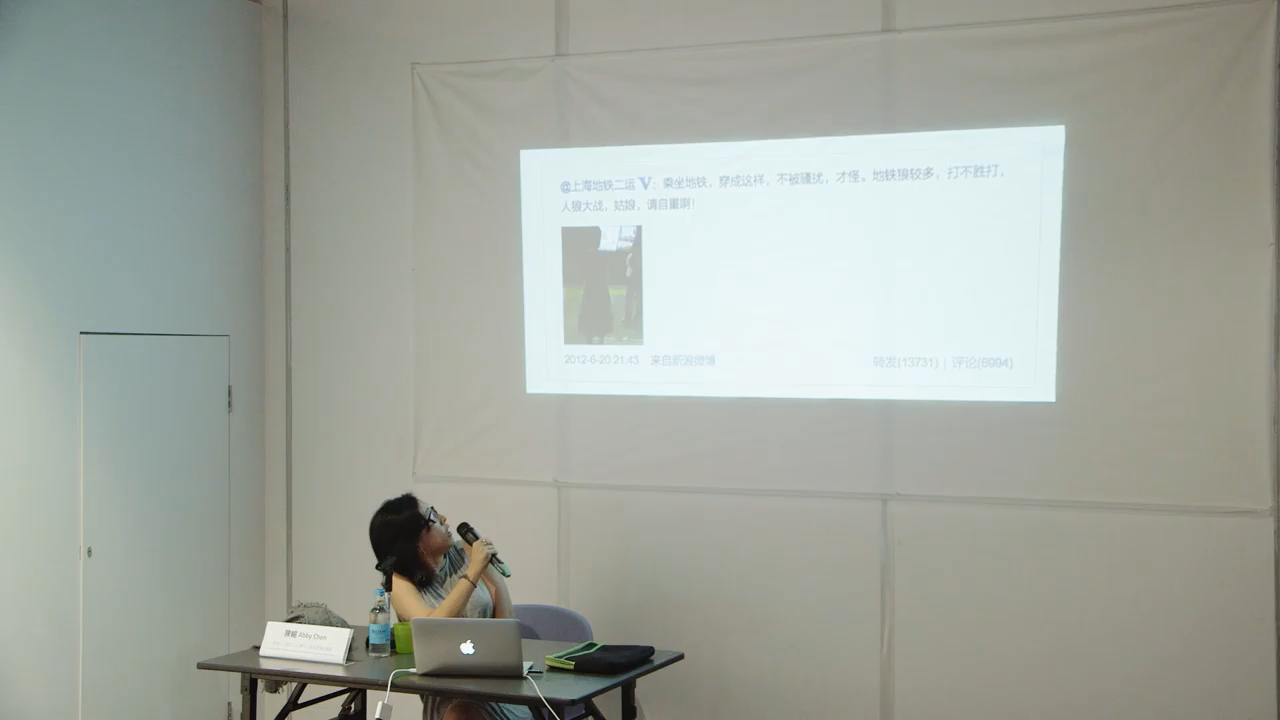 @上海地铁二运V：乘坐地铁，穿成这样，不被骚扰，才怪。地铁狼较多，打不胜打，
人狼大战，姑娘，请自重啊！
2012-6-20 21:43 来自新浪微博
转发(13731) | 评论(8994)
Abby Chen